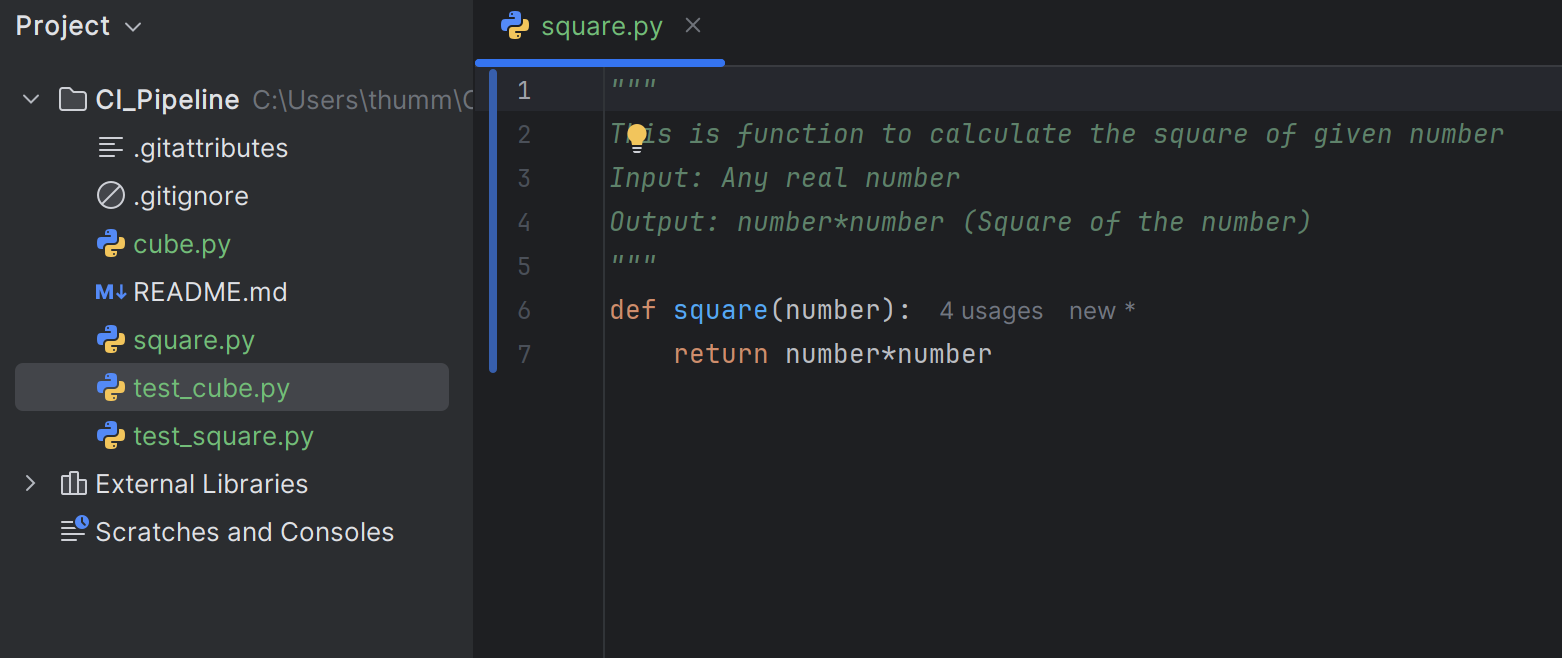 Project
CI_Pipeline C:\Users\thumm\
.gitattributes
.gitignore
cube.py
M↓ README.md
square.py
test_cube.py
test_square.py
External Libraries
Scratches and Consoles
square.py
1 """
2 This is function to calculate the square of given number
3 Input: Any real number
4 Output: number*number (Square of the number)
5 """
6 def square(number): 4 usages new *
7 return number*number